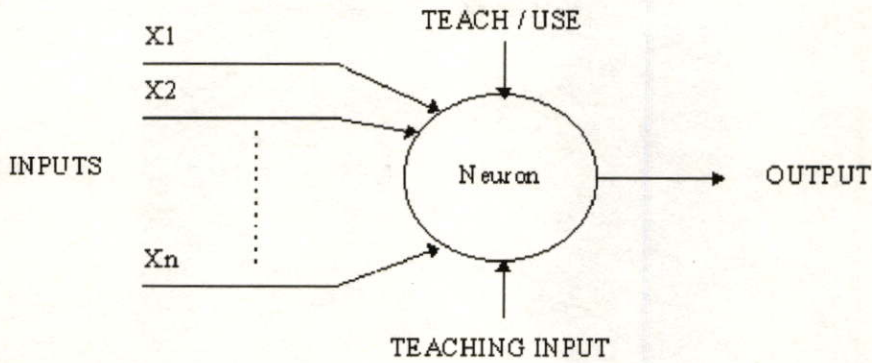 TEACH / USE
X1
X2
INPUTS
Neuron
OUTPUT
Xn
TEACHING INPUT